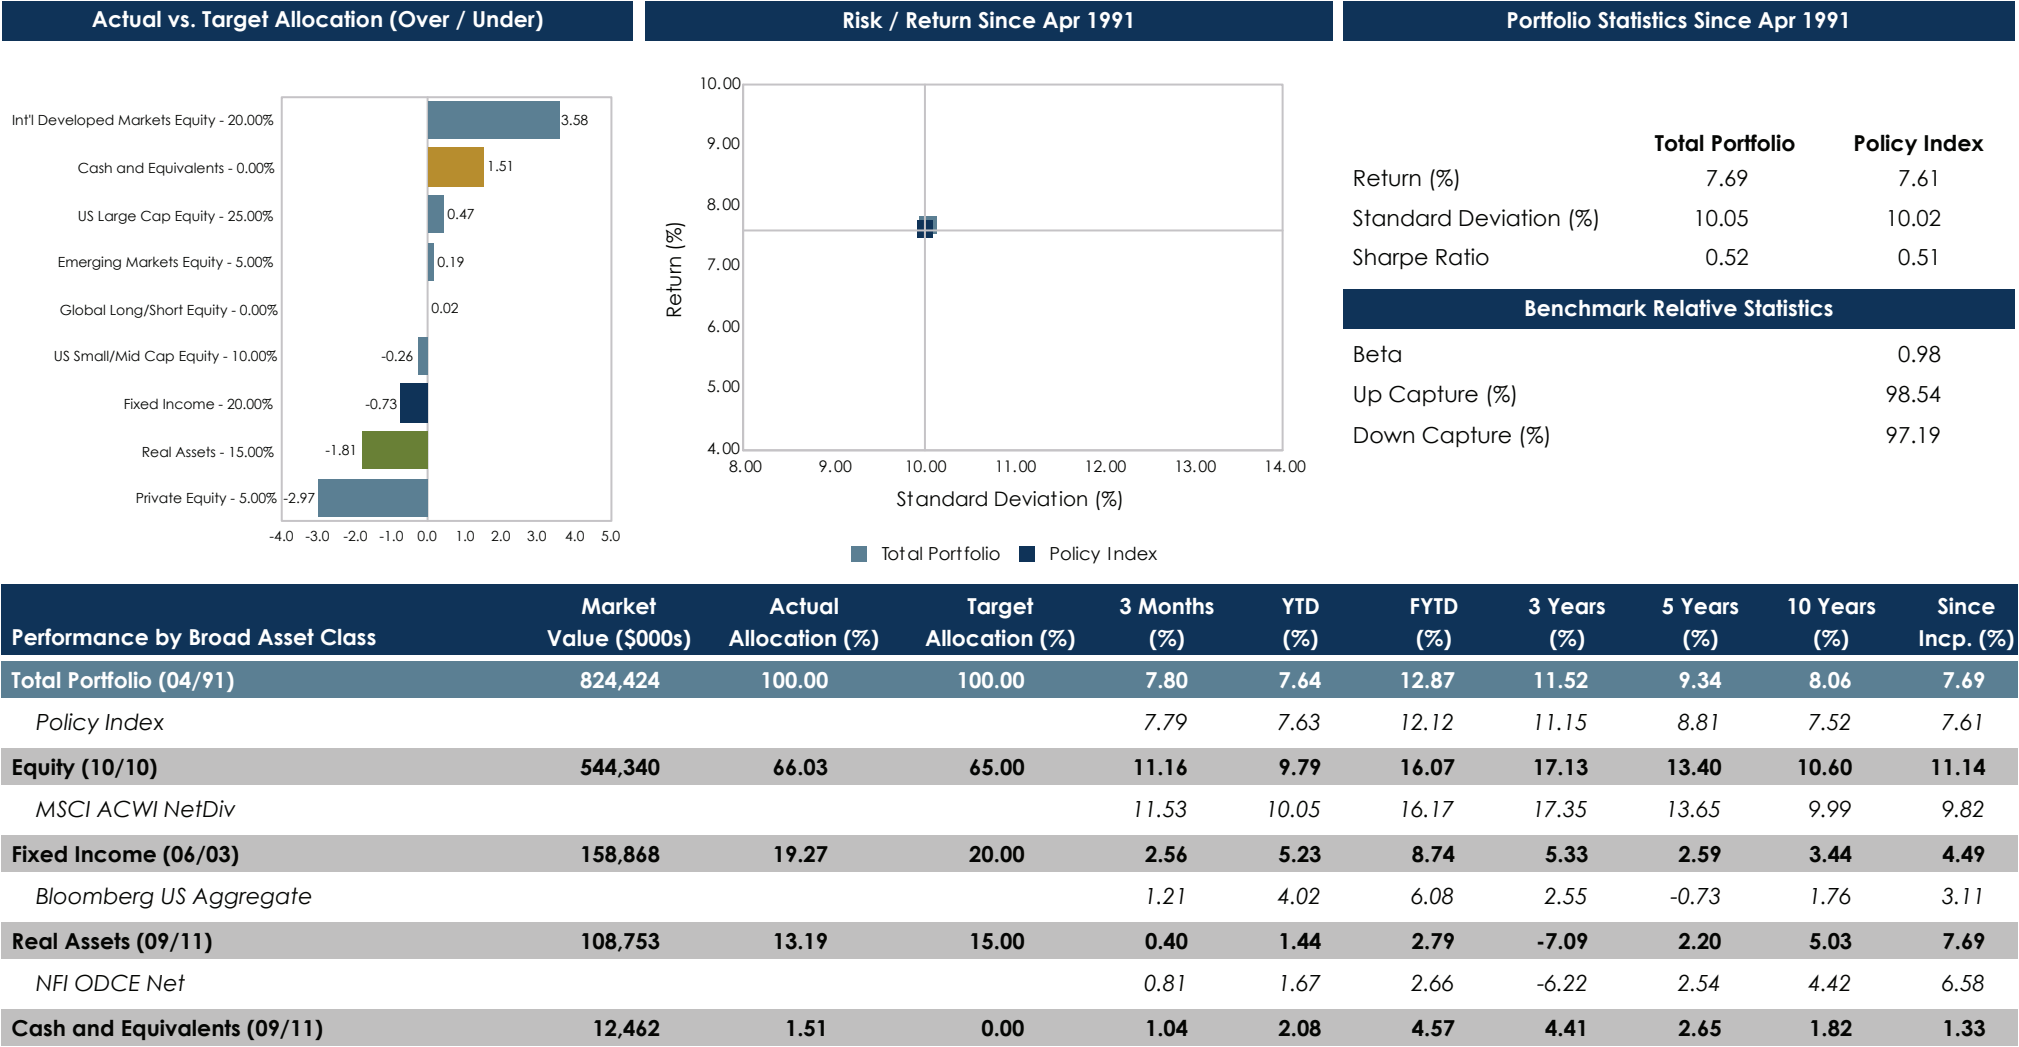 Actual vs. Target Allocation (Over / Under)
Int'l Developed Markets Equity - 20.00% 3.58
Cash and Equivalents - 0.00% 1.51
US Large Cap Equity - 25.00% 0.47
Emerging Markets Equity - 5.00% 0.19
Global Long/Short Equity - 0.00% 0.02
US Small/Mid Cap Equity - 10.00% -0.26
Fixed Income - 20.00% -0.73
Real Assets - 15.00% -1.81
Private Equity - 5.00% -2.97
-4.0 -3.0 -2.0 -1.0 0.0 1.0 2.0 3.0 4.0 5.0
Risk / Return Since Apr 1991
Return (%)
10.00
9.00
8.00
7.00
6.00
5.00
4.00
8.00 9.00 10.00 11.00 12.00 13.00 14.00
Standard Deviation (%)
Total Portfolio Policy Index
Portfolio Statistics Since Apr 1991
Total Portfolio Policy Index
Return (%) 7.69 7.61
Standard Deviation (%) 10.05 10.02
Sharpe Ratio 0.52 0.51
Benchmark Relative Statistics
Beta 0.98
Up Capture (%) 98.54
Down Capture (%) 97.19
Market Actual Target 3 Months YTD FYTD 3 Years 5 Years 10 Years Since
Performance by Broad Asset Class Value ($000s) Allocation (%) Allocation (%) (%) (%) (%) (%) (%) (%) Incp. (%)
Total Portfolio (04/91) 824,424 100.00 100.00 7.80 7.64 12.87 11.52 9.34 8.06 7.69
Policy Index 7.79 7.63 12.12 11.15 8.81 7.52 7.61
Equity (10/10) 544,340 66.03 65.00 11.16 9.79 16.07 17.13 13.40 10.60 11.14
MSCI ACWI NetDiv 11.53 10.05 16.17 17.35 13.65 9.99 9.82
Fixed Income (06/03) 158,868 19.27 20.00 2.56 5.23 8.74 5.33 2.59 3.44 4.49
Bloomberg US Aggregate 1.21 4.02 6.08 2.55 -0.73 1.76 3.11
Real Assets (09/11) 108,753 13.19 15.00 0.40 1.44 2.79 -7.09 2.20 5.03 7.69
NFI ODCE Net 0.81 1.67 2.66 -6.22 2.54 4.42 6.58
Cash and Equivalents (09/11) 12,462 1.51 0.00 1.04 2.08 4.57 4.41 2.65 1.82 1.33